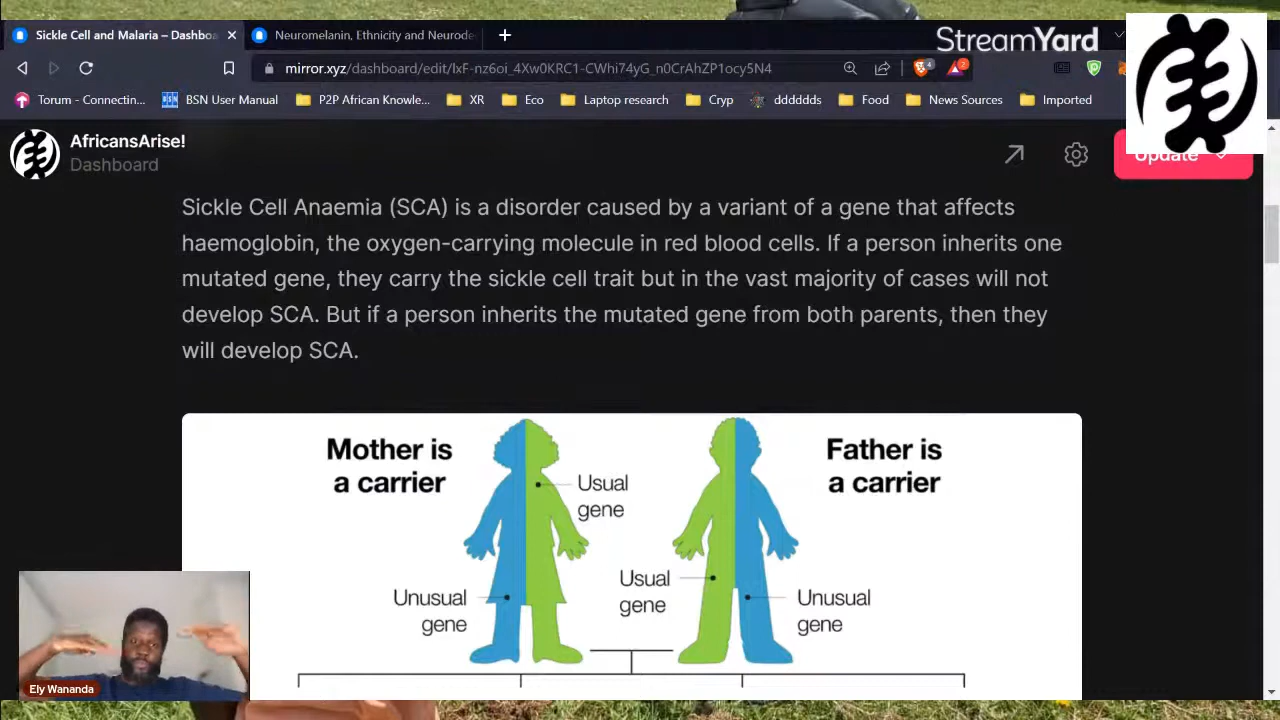 StreamYard
Sickle Cell and Malaria – Dashboa
Neuromelanin, Ethnicity and Neurode
mirror.xyz/dashboard/edit/IxF-nz6oi_4Xw0KRC1-CWhi74yG_n0CrAhZP1ocy5N4
4
2
Torum - Connectin...
BSN User Manual
P2P African Knowle...
XR
Eco
Laptop research
Cryp
dddddds
Food
News Sources
Imported
AfricansArise!
Dashboard
Update
Sickle Cell Anaemia (SCA) is a disorder caused by a variant of a gene that affects
haemoglobin, the oxygen-carrying molecule in red blood cells. If a person inherits one
mutated gene, they carry the sickle cell trait but in the vast majority of cases will not
develop SCA. But if a person inherits the mutated gene from both parents, then they
will develop SCA.
Mother is
a carrier
Father is
a carrier
Usual
gene
Usual
gene
Unusual
gene
Unusual
gene
Ely Wananda